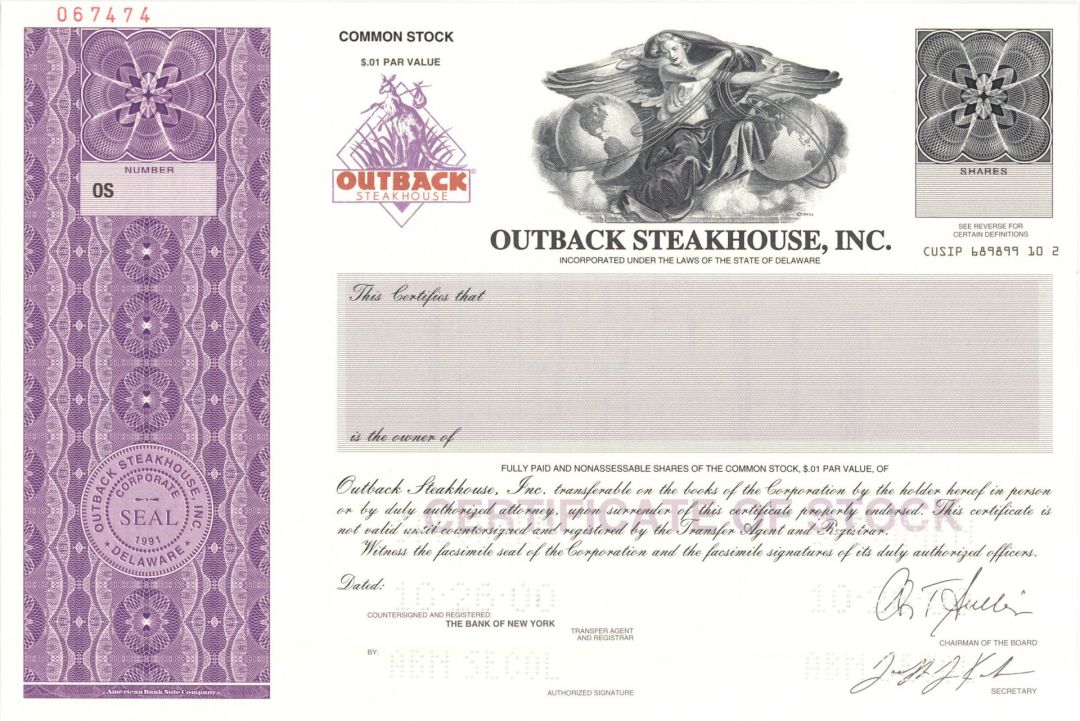 067474
COMMON STOCK
$.01 PAR VALUE
OUTBACK
STEAKHOUSE
®
NUMBER
OS
SHARES
SEE REVERSE FOR
CERTAIN DEFINITIONS
CUSIP 689899 10 2
OUTBACK STEAKHOUSE, INC.
INCORPORATED UNDER THE LAWS OF THE STATE OF DELAWARE
This Certifies that
is the owner of
FULLY PAID AND NONASSESSABLE SHARES OF THE COMMON STOCK, $.01 PAR VALUE, OF
CERTIFICATE OF STOCK
Outback Steakhouse, Inc. transferable on the books of the Corporation by the holder hereof in person
or by duly authorized attorney, upon surrender of this certificate properly endorsed. This certificate is
not valid until countersigned and registered by the Transfer Agent and Registrar.
Witness the facsimile seal of the Corporation and the facsimile signatures of its duly authorized officers.
OUTBACK STEAKHOUSE, INC.
CORPORATE
SEAL
1991
DELAWARE
Dated:
10-26-00
COUNTERSIGNED AND REGISTERED:
THE BANK OF NEW YORK
TRANSFER AGENT
AND REGISTRAR
BY:
AUTHORIZED SIGNATURE
CHAIRMAN OF THE BOARD
SECRETARY
American Bank Note Company